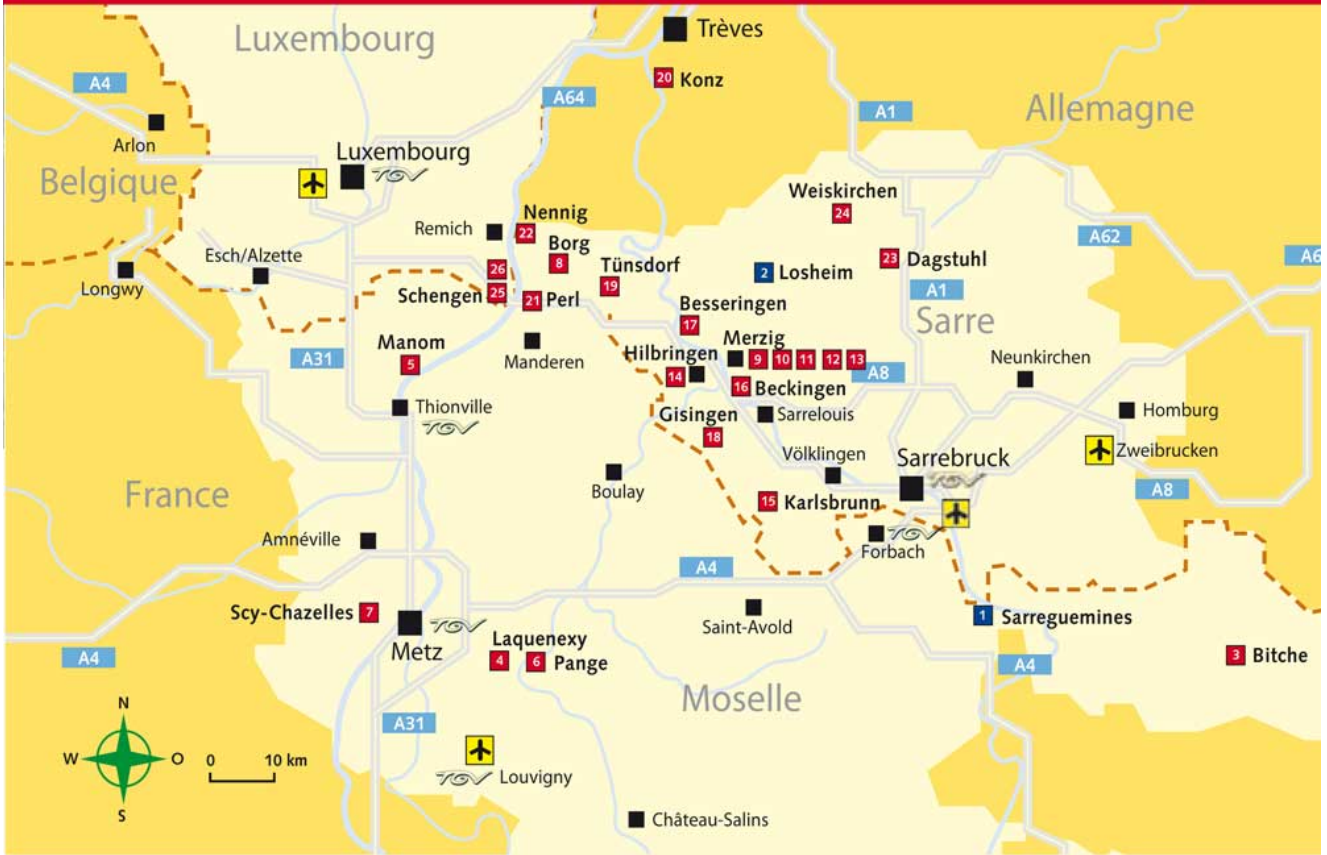 Luxembourg
Trèves
20 Konz
A4
A64
A1
Allemagne
Arlon
Luxembourg
TGV
Belgique
Weiskirchen
24
Nennig
22
Remich
Borg
8
A62
Esch/Alzette
26
Tünsdorf
19
2 Losheim
23 Dagstuhl
A6
Longwy
Schengen 25
21 Perl
A1
Sarre
Besseringen
17
A31
Manom
5
Manderen
Merzig
9 10 11 12 13
Hilbringen
14
A8
Neunkirchen
16
Beckingen
Thionville
TGV
Gisingen
18
Sarrelouis
Homburg
Völklingen
Sarrebruck
TGV
Zweibrucken
France
Boulay
A8
15 Karlsbrunn
Amnéville
Forbach
TGV
A4
Scy-Chazelles 7
Metz
TGV
Saint-Avold
1 Sarreguemines
Laquenexy
4
6 Pange
A4
A4
3 Bitche
Moselle
N
W O
S
0 10 km
A31
TGV Louvigny
Château-Salins